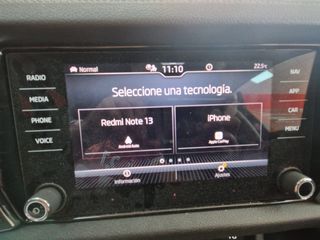 Normal
11:10
22.5°C
RADIO
MEDIA
PHONE
VOICE
NAV
APP
CAR
MENU
Seleccione una tecnología.
Redmi Note 13
Android Auto
iPhone
Apple CarPlay
Información
Ajustes